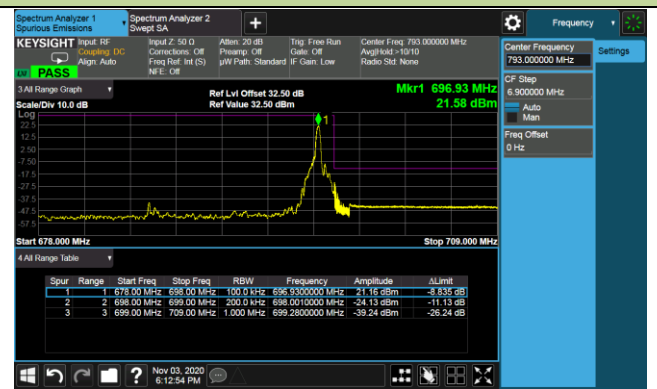 Spectrum Analyzer 1
Spurious Emissions
Spectrum Analyzer 2
Swept SA
Frequency
KEYSIGHT
Input: RF
Coupling: DC
Align: Auto
Input Z: 50 Ω
Corrections: Off
Freq Ref: Int (S)
NFE: Off
Atten: 20 dB
Preamp: Off
µW Path: Standard
Trig: Free Run
Gate: Off
IF Gain: Low
Center Freq: 793.000000 MHz
Avg|Hold:>10/10
Radio Std: None
PASS
Center Frequency
793.000000 MHz
Settings
CF Step
6.900000 MHz
Auto
Man
Freq Offset
0 Hz
3 All Range Graph
Scale/Div 10.0 dB
Ref Lvl Offset 32.50 dB
Ref Value 32.50 dBm
Mkr1 696.93 MHz
21.58 dBm
Log
22.5
12.5
2.50
-7.50
-17.5
-27.5
-37.5
-47.5
-57.5
1
Start 678.000 MHz
Stop 709.000 MHz
4 All Range Table
Spur Range Start Freq Stop Freq RBW Frequency Amplitude ΔLimit
1 1 678.00 MHz 698.00 MHz 100.0 kHz 696.9300000 MHz 21.16 dBm -8.835 dB
2 2 698.00 MHz 699.00 MHz 200.0 kHz 698.0010000 MHz -24.13 dBm -11.13 dB
3 3 699.00 MHz 709.00 MHz 1.000 MHz 699.2800000 MHz -39.24 dBm -26.24 dB
?
Nov 03, 2020
6:12:54 PM